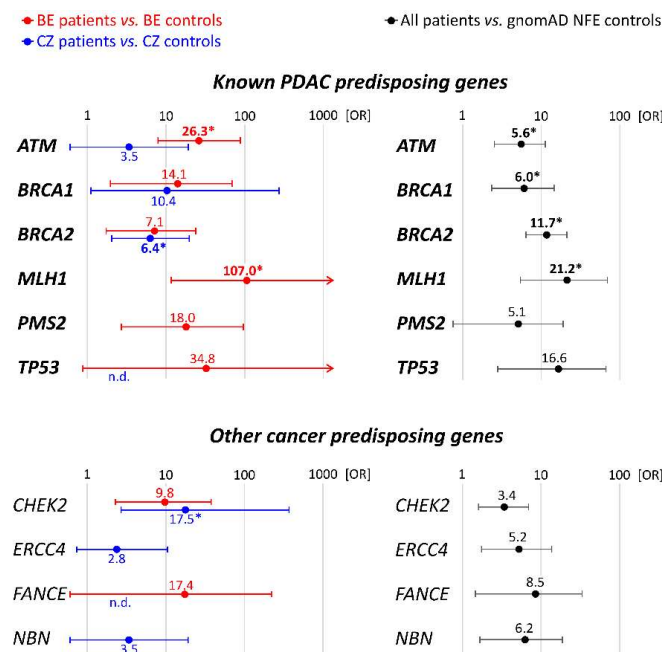 BE patients vs. BE controls
CZ patients vs. CZ controls
All patients vs. gnomAD NFE controls
Known PDAC predisposing genes
1 10 100 1000 [OR]
1 10 100 [OR]
ATM 26.3* 3.5
ATM 5.6*
BRCA1 14.1 10.4
BRCA1 6.0*
BRCA2 7.1 6.4*
BRCA2 11.7*
MLH1 107.0*
MLH1 21.2*
PMS2 18.0
PMS2 5.1
TP53 34.8 n.d.
TP53 16.6
Other cancer predisposing genes
1 10 100 1000 [OR]
1 10 100 [OR]
CHEK2 9.8 17.5*
CHEK2 3.4
ERCC4 2.8
ERCC4 5.2
FANCE 17.4 n.d.
FANCE 8.5
NBN 3.5
NBN 6.2